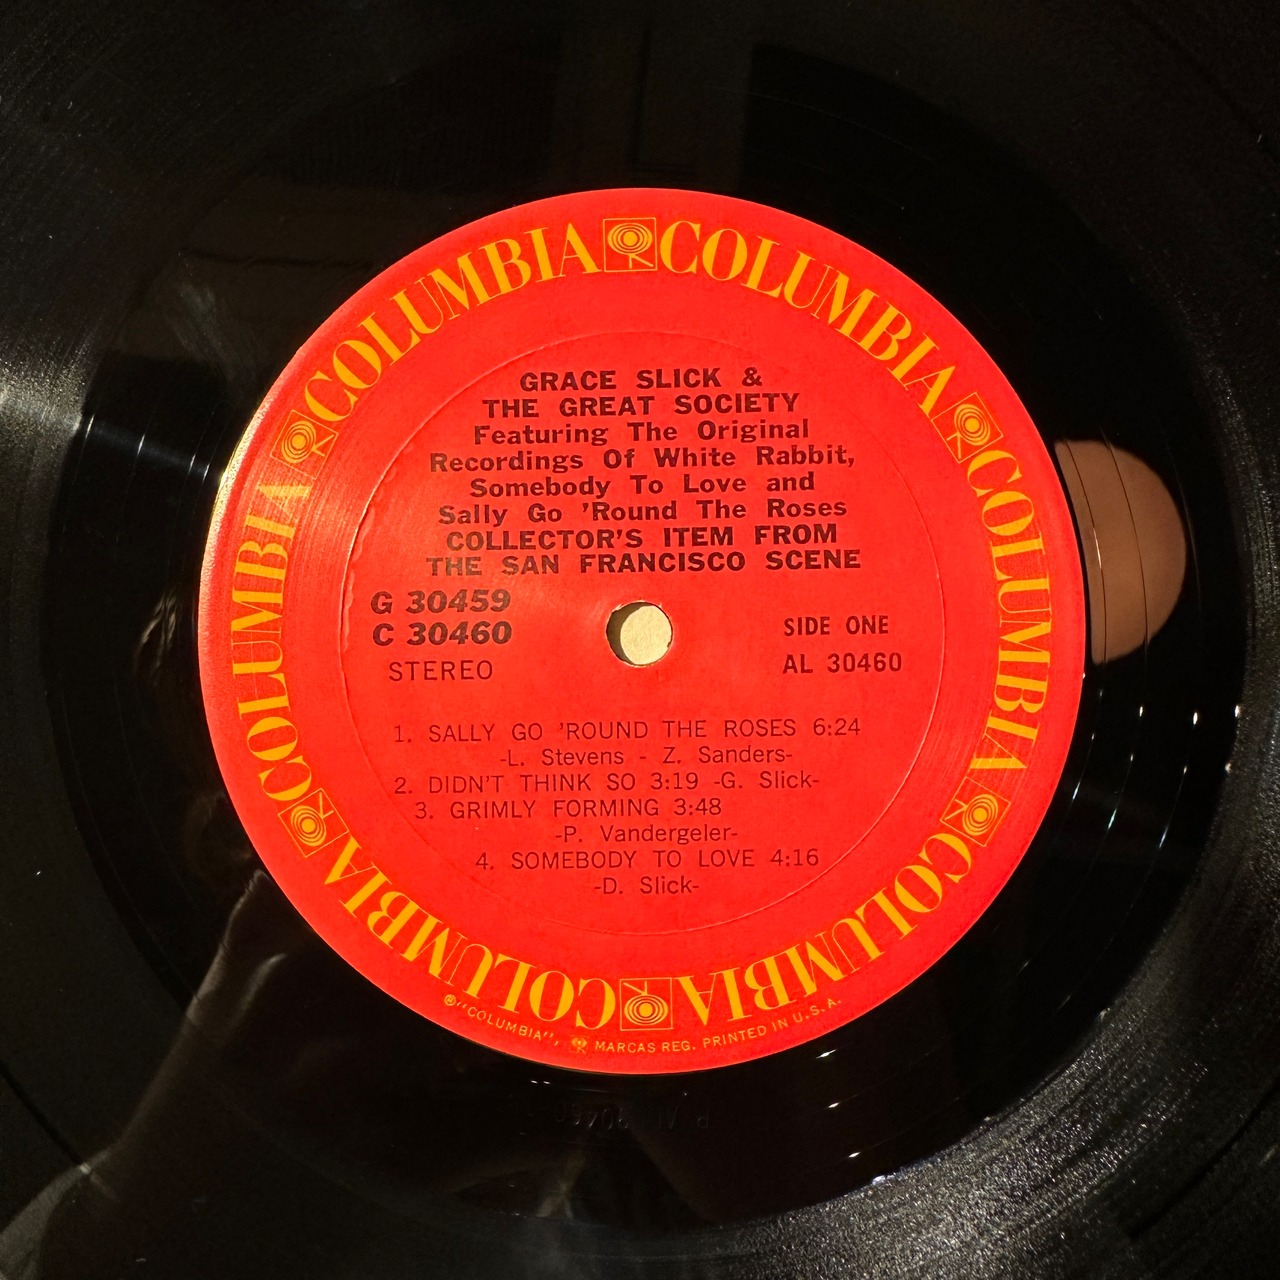 COLUMBIA COLUMBIA COLUMBIA COLUMBIA COLUMBIA COLUMBIA
GRACE SLICK &
THE GREAT SOCIETY
Featuring The Original
Recordings Of White Rabbit,
Somebody To Love and
Sally Go 'Round The Roses
COLLECTOR'S ITEM FROM
THE SAN FRANCISCO SCENE
G 30459
C 30460
STEREO
SIDE ONE
AL 30460
1. SALLY GO 'ROUND THE ROSES 6:24
-L. Stevens - Z. Sanders-
2. DIDN'T THINK SO 3:19 -G. Slick-
3. GRIMLY FORMING 3:48
-P. Vandergeler-
4. SOMEBODY TO LOVE 4:16
-D. Slick-
COLUMBIA COLUMBIA
®"COLUMBIA", MARCAS REG. PRINTED IN U.S.A.